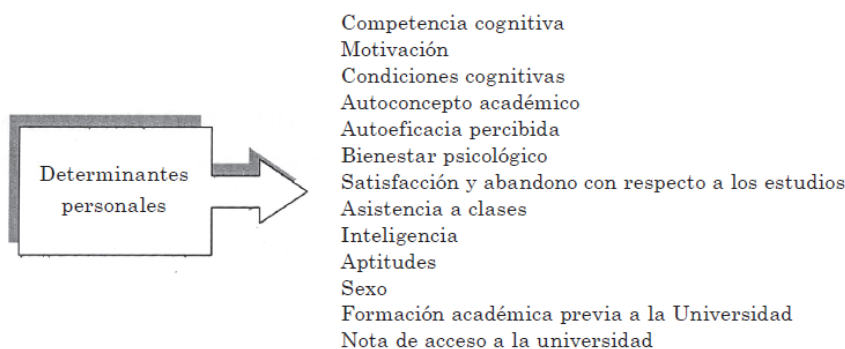 Determinantes
personales
Competencia cognitiva
Motivación
Condiciones cognitivas
Autoconcepto académico
Autoeficacia percibida
Bienestar psicológico
Satisfacción y abandono con respecto a los estudios
Asistencia a clases
Inteligencia
Aptitudes
Sexo
Formación académica previa a la Universidad
Nota de acceso a la universidad